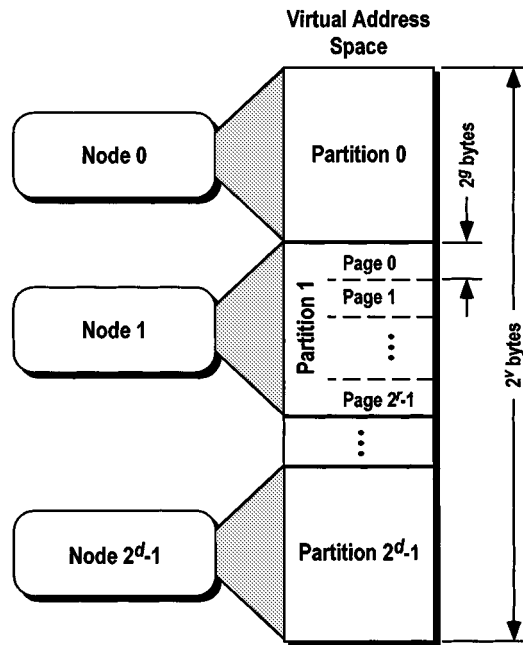 Virtual Address
Space
Node 0
Partition 0
2^g bytes
Page 0
Page 1
Partition 1
Node 1
Page 2^r-1
2^v bytes
Node 2^d-1
Partition 2^d-1